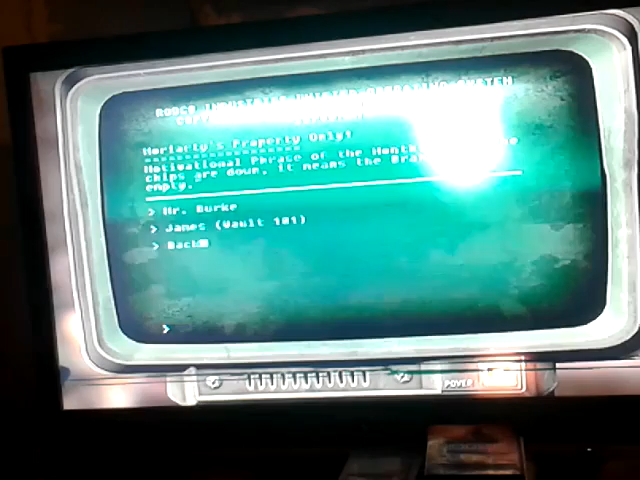 ROBCO INDUSTRIES UNIFIED OPERATING SYSTEM
Moriarty's Property Only!
Motivational Phrase of the Month
chips are down, it means the
empty.
> Mr. Burke
> James (Vault 101)
> Back
>
POWER